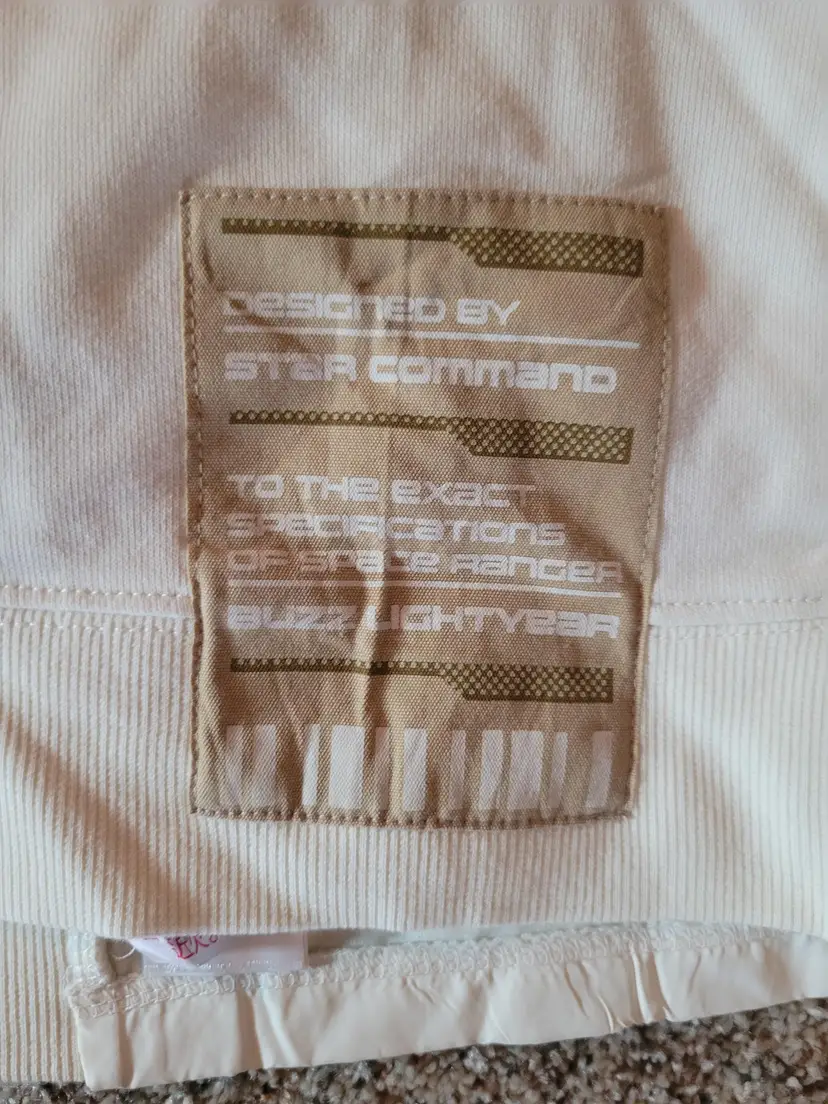 DESIGNED BY
STAR COMMAND
TO THE EXACT
SPECIFICATIONS
OF SPACE RANGER
BUZZ LIGHTYEAR